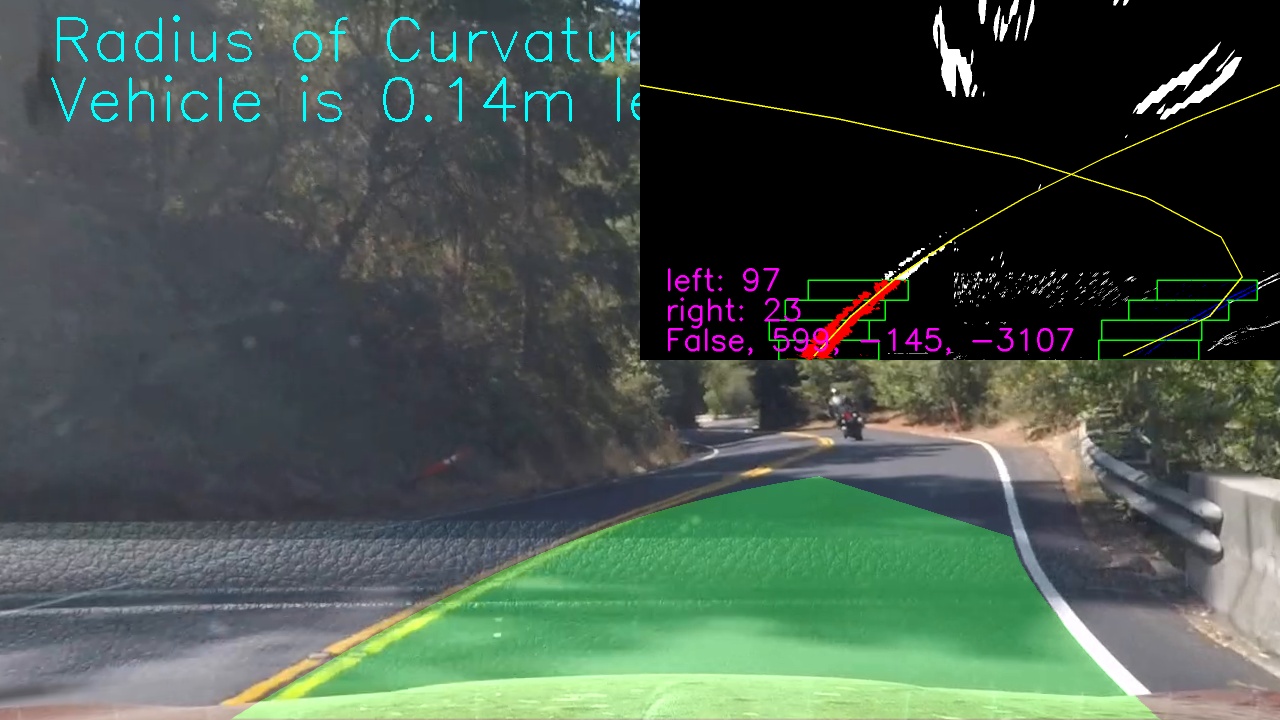 Radius of Curvatur
Vehicle is 0.14m le
left: 97
right: 23
False, 599, -145, -3107